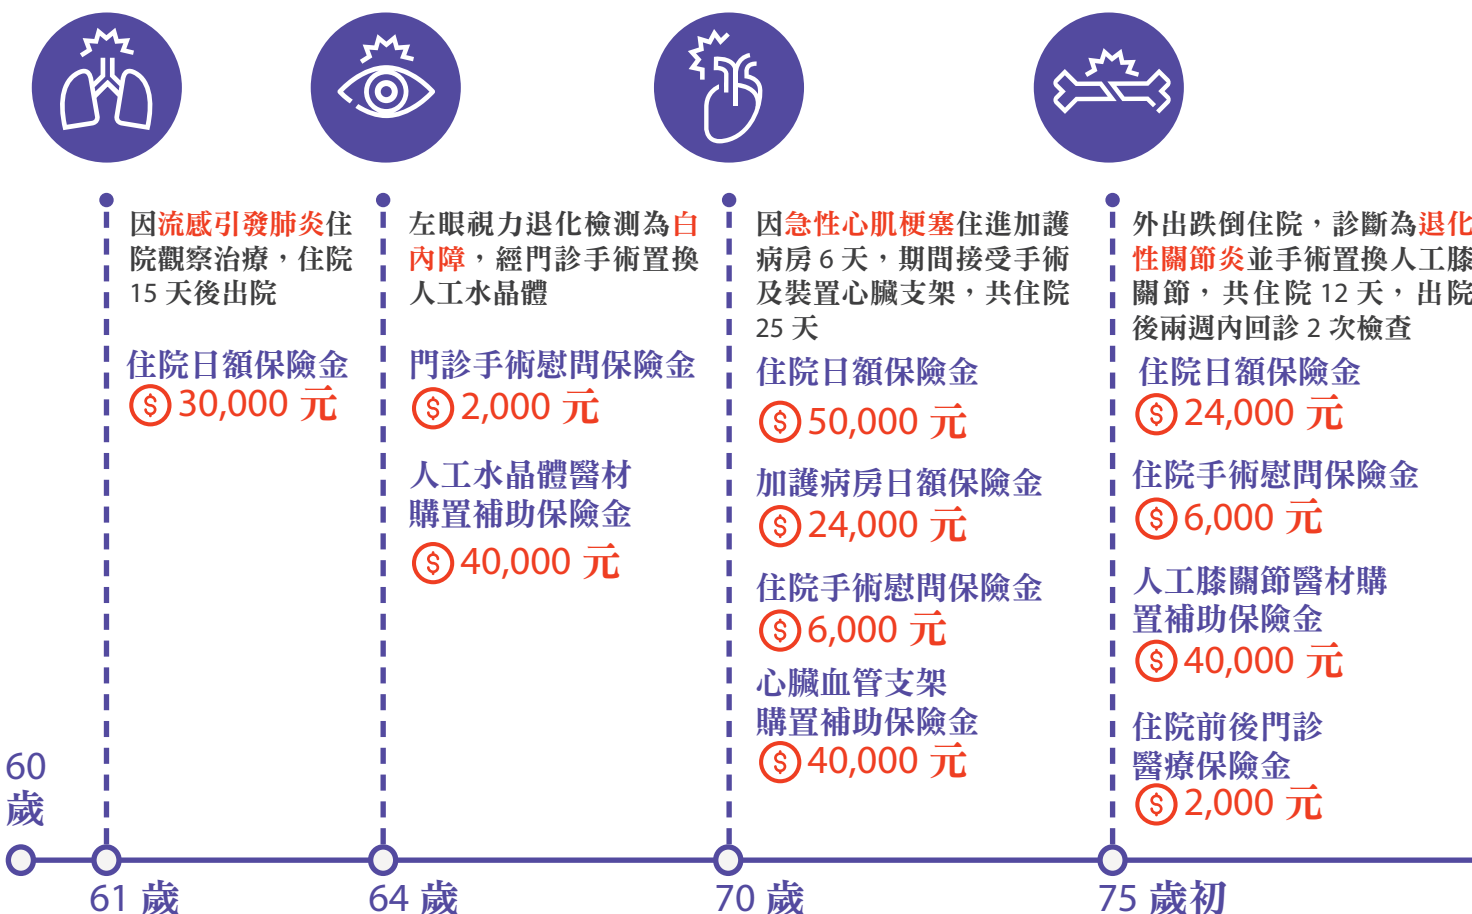 因流感引發肺炎住
院觀察治療，住院
15 天後出院
住院日額保險金
$ 30,000 元
左眼視力退化檢測為白
內障，經門診手術置換
人工水晶體
門診手術慰問保險金
$ 2,000 元
人工水晶體醫材
購置補助保險金
$ 40,000 元
因急性心肌梗塞住進加護
病房 6 天，期間接受手術
及裝置心臟支架，共住院
25 天
住院日額保險金
$ 50,000 元
加護病房日額保險金
$ 24,000 元
住院手術慰問保險金
$ 6,000 元
心臟血管支架
購置補助保險金
$ 40,000 元
外出跌倒住院，診斷為退化
性關節炎並手術置換人工膝
關節，共住院 12 天，出院
後兩週內回診 2 次檢查
住院日額保險金
$ 24,000 元
住院手術慰問保險金
$ 6,000 元
人工膝關節醫材購
置補助保險金
$ 40,000 元
住院前後門診
醫療保險金
$ 2,000 元
60
歲
61 歲
64 歲
70 歲
75 歲初